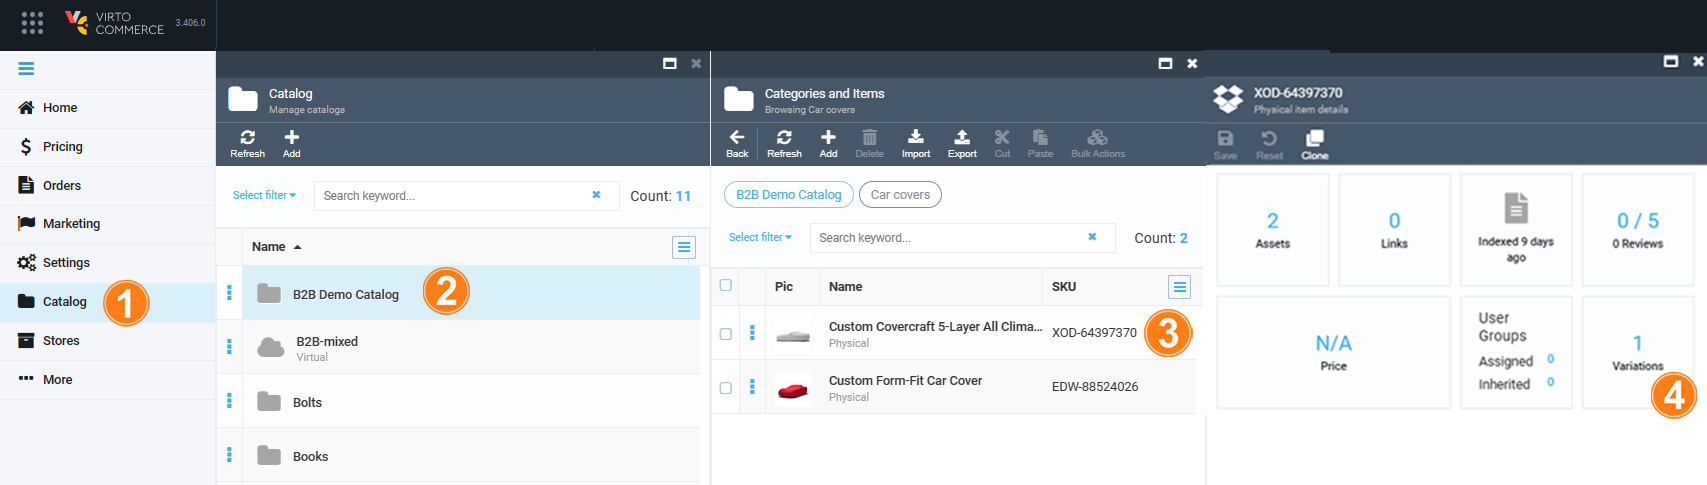 VIRTO
COMMERCE
3.406.0
Home
Pricing
Orders
Marketing
Settings
Catalog
1
Stores
More
Catalog
Manage catalogs
Refresh
Add
Select filter
Search keyword...
Count: 11
Name
B2B Demo Catalog
2
B2B-mixed
Virtual
Bolts
Books
Categories and Items
Browsing Car covers
Back
Refresh
Add
Delete
Import
Export
Cut
Paste
Bulk Actions
B2B Demo Catalog
Car covers
Select filter
Search keyword...
Count: 2
Pic
Name
SKU
Custom Covercraft 5-Layer All Clima...
Physical
XOD-64397370
3
Custom Form-Fit Car Cover
Physical
EDW-88524026
XOD-64397370
Physical item details
Save
Reset
Clone
2
Assets
0
Links
Indexed 9 days
ago
0 / 5
0 Reviews
N/A
Price
User
Groups
Assigned 0
Inherited 0
1
Variations
4